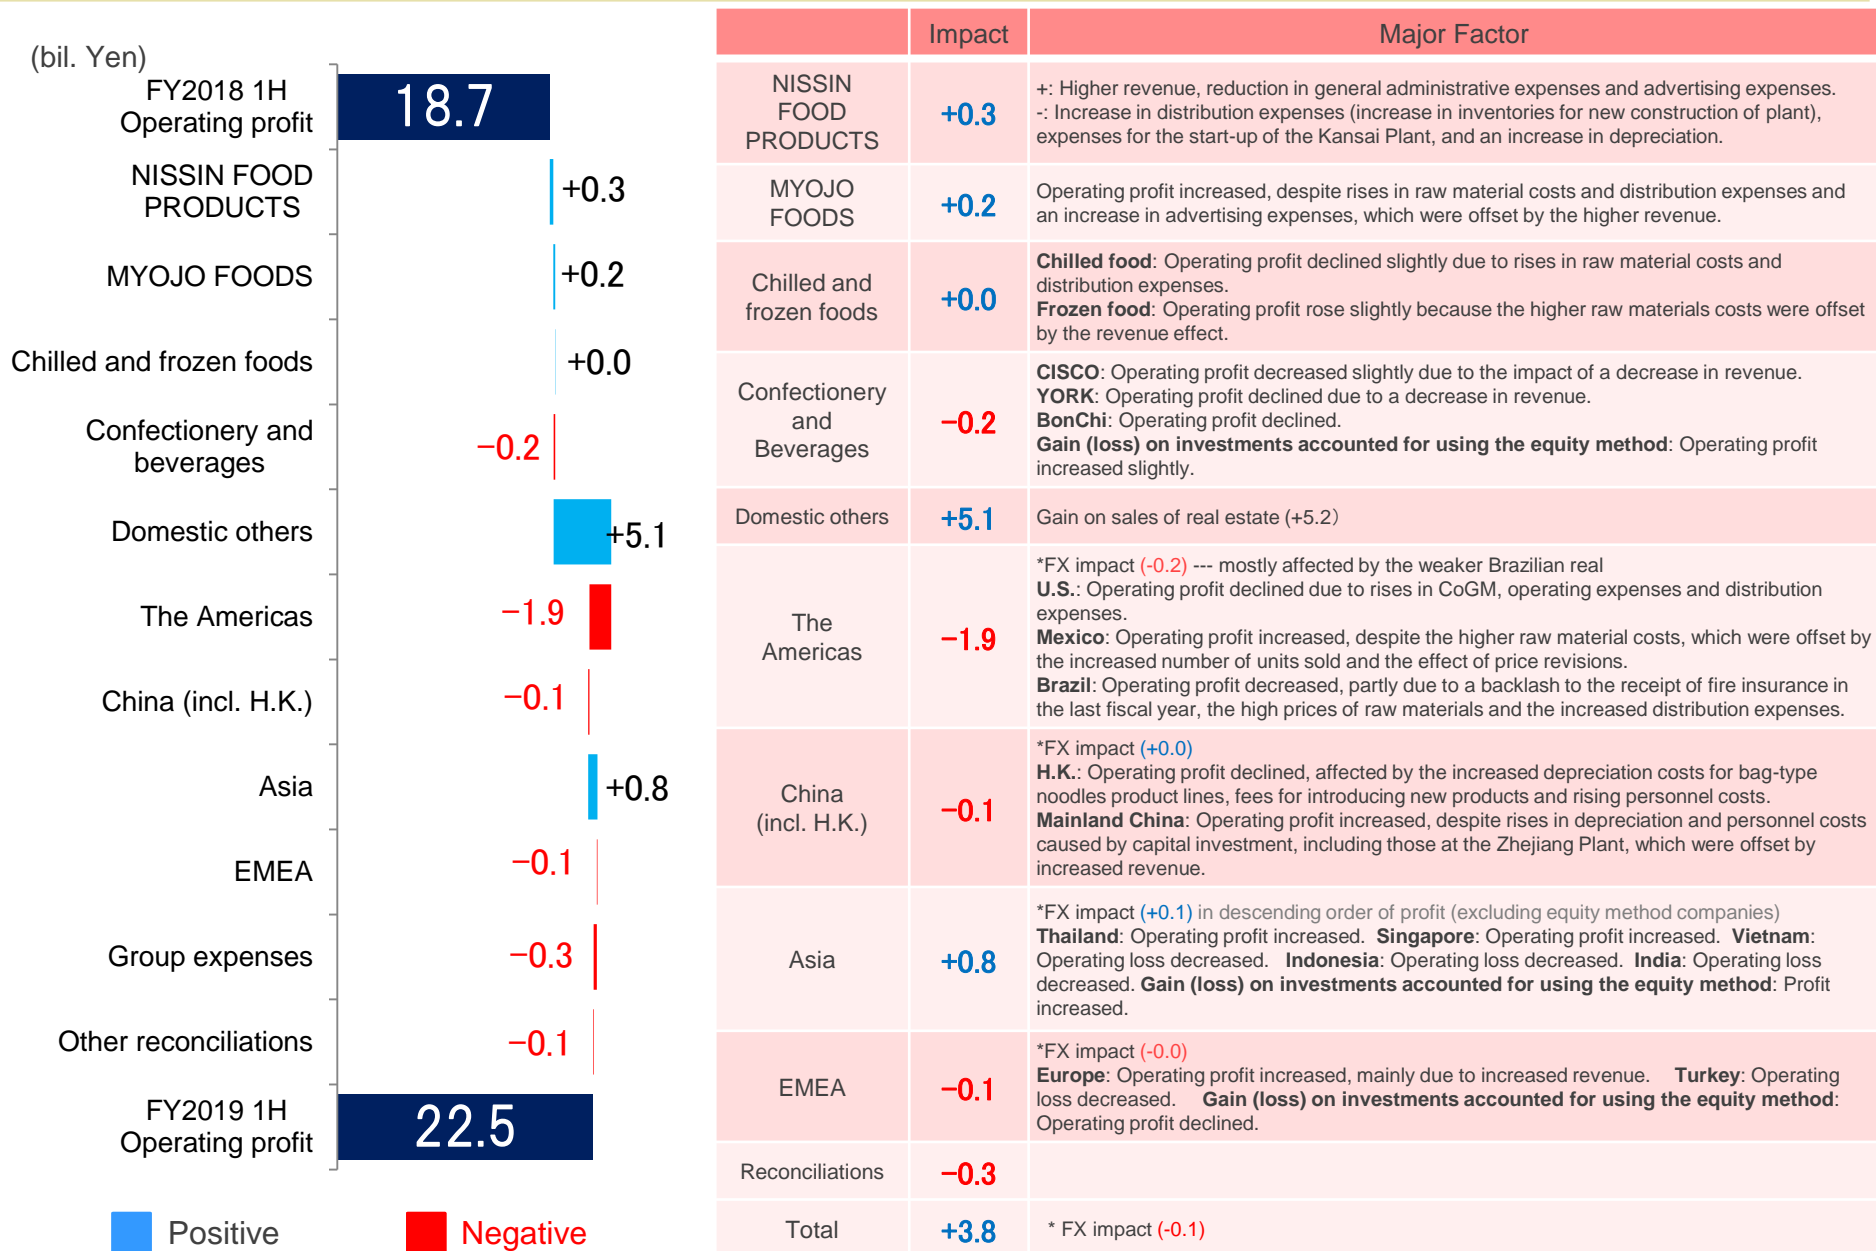 (bil. Yen)
FY2018 1H
Operating profit
18.7
NISSIN FOOD
PRODUCTS
+0.3
MYOJO FOODS
+0.2
Chilled and frozen foods
+0.0
Confectionery and
beverages
−0.2
Domestic others
+5.1
The Americas
−1.9
China (incl. H.K.)
−0.1
Asia
+0.8
EMEA
−0.1
Group expenses
−0.3
Other reconciliations
−0.1
FY2019 1H
Operating profit
22.5
Positive
Negative
Impact
Major Factor
NISSIN
FOOD
PRODUCTS
+0.3
+: Higher revenue, reduction in general administrative expenses and advertising expenses.
-: Increase in distribution expenses (increase in inventories for new construction of plant),
expenses for the start-up of the Kansai Plant, and an increase in depreciation.
MYOJO
FOODS
+0.2
Operating profit increased, despite rises in raw material costs and distribution expenses and
an increase in advertising expenses, which were offset by the higher revenue.
Chilled and
frozen foods
+0.0
Chilled food: Operating profit declined slightly due to rises in raw material costs and
distribution expenses.
Frozen food: Operating profit rose slightly because the higher raw materials costs were offset
by the revenue effect.
Confectionery
and
Beverages
−0.2
CISCO: Operating profit decreased slightly due to the impact of a decrease in revenue.
YORK: Operating profit declined due to a decrease in revenue.
BonChi: Operating profit declined.
Gain (loss) on investments accounted for using the equity method: Operating profit
increased slightly.
Domestic others
+5.1
Gain on sales of real estate (+5.2）
The
Americas
−1.9
*FX impact (-0.2) --- mostly affected by the weaker Brazilian real
U.S.: Operating profit declined due to rises in CoGM, operating expenses and distribution
expenses.
Mexico: Operating profit increased, despite the higher raw material costs, which were offset by
the increased number of units sold and the effect of price revisions.
Brazil: Operating profit decreased, partly due to a backlash to the receipt of fire insurance in
the last fiscal year, the high prices of raw materials and the increased distribution expenses.
China
(incl. H.K.)
−0.1
*FX impact (+0.0)
H.K.: Operating profit declined, affected by the increased depreciation costs for bag-type
noodles product lines, fees for introducing new products and rising personnel costs.
Mainland China: Operating profit increased, despite rises in depreciation and personnel costs
caused by capital investment, including those at the Zhejiang Plant, which were offset by
increased revenue.
Asia
+0.8
*FX impact (+0.1) in descending order of profit (excluding equity method companies)
Thailand: Operating profit increased. Singapore: Operating profit increased. Vietnam:
Operating loss decreased. Indonesia: Operating loss decreased. India: Operating loss
decreased. Gain (loss) on investments accounted for using the equity method: Profit
increased.
EMEA
−0.1
*FX impact (-0.0)
Europe: Operating profit increased, mainly due to increased revenue. Turkey: Operating
loss decreased. Gain (loss) on investments accounted for using the equity method:
Operating profit declined.
Reconciliations
−0.3
Total
+3.8
* FX impact (-0.1)